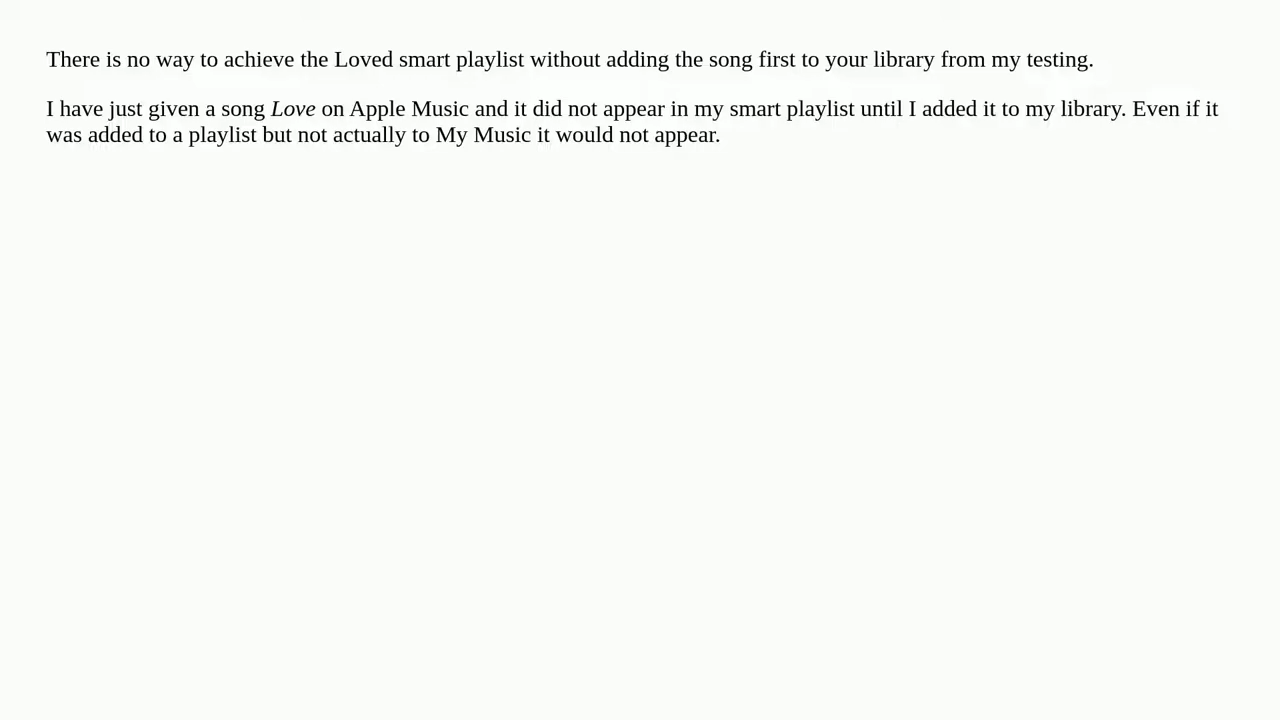 There is no way to achieve the Loved smart playlist without adding the song first to your library from my testing.
I have just given a song Love on Apple Music and it did not appear in my smart playlist until I added it to my library. Even if it
was added to a playlist but not actually to My Music it would not appear.